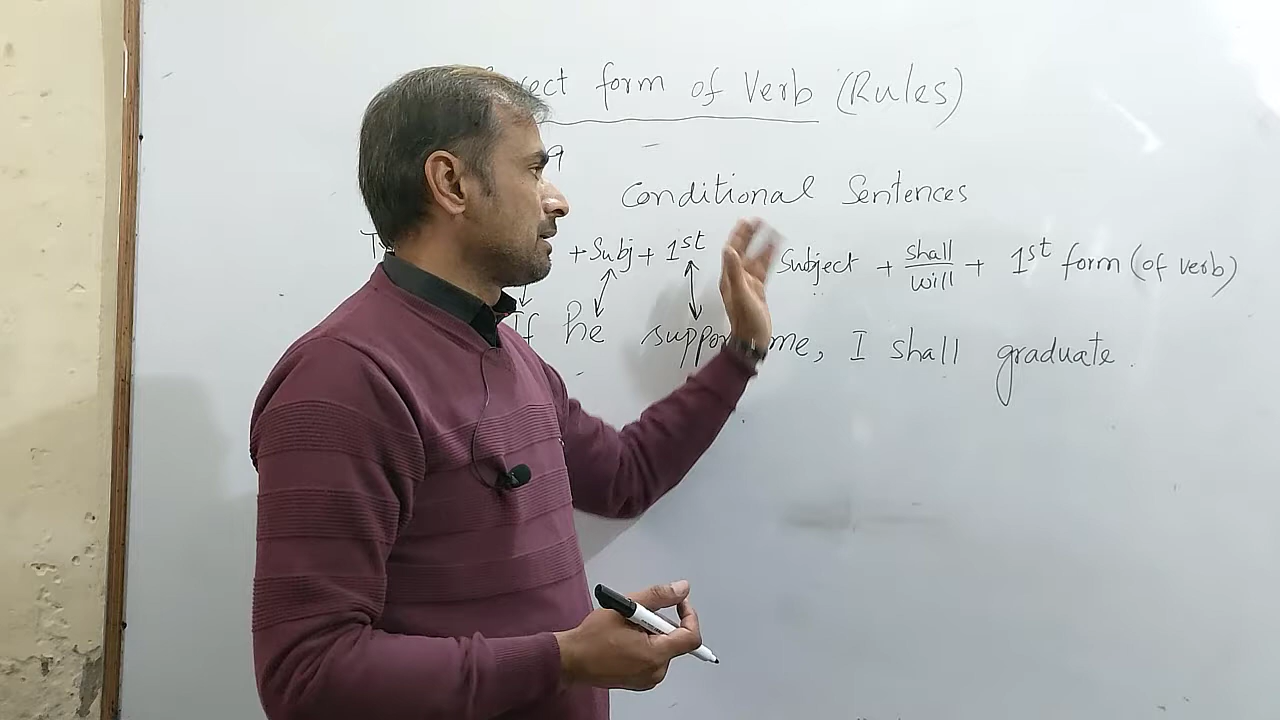 form of Verb (Rules)
9
Conditional Sentences
+ Subj + 1st Subject + shall/will + 1st form (of verb)
If he me, I shall graduate.